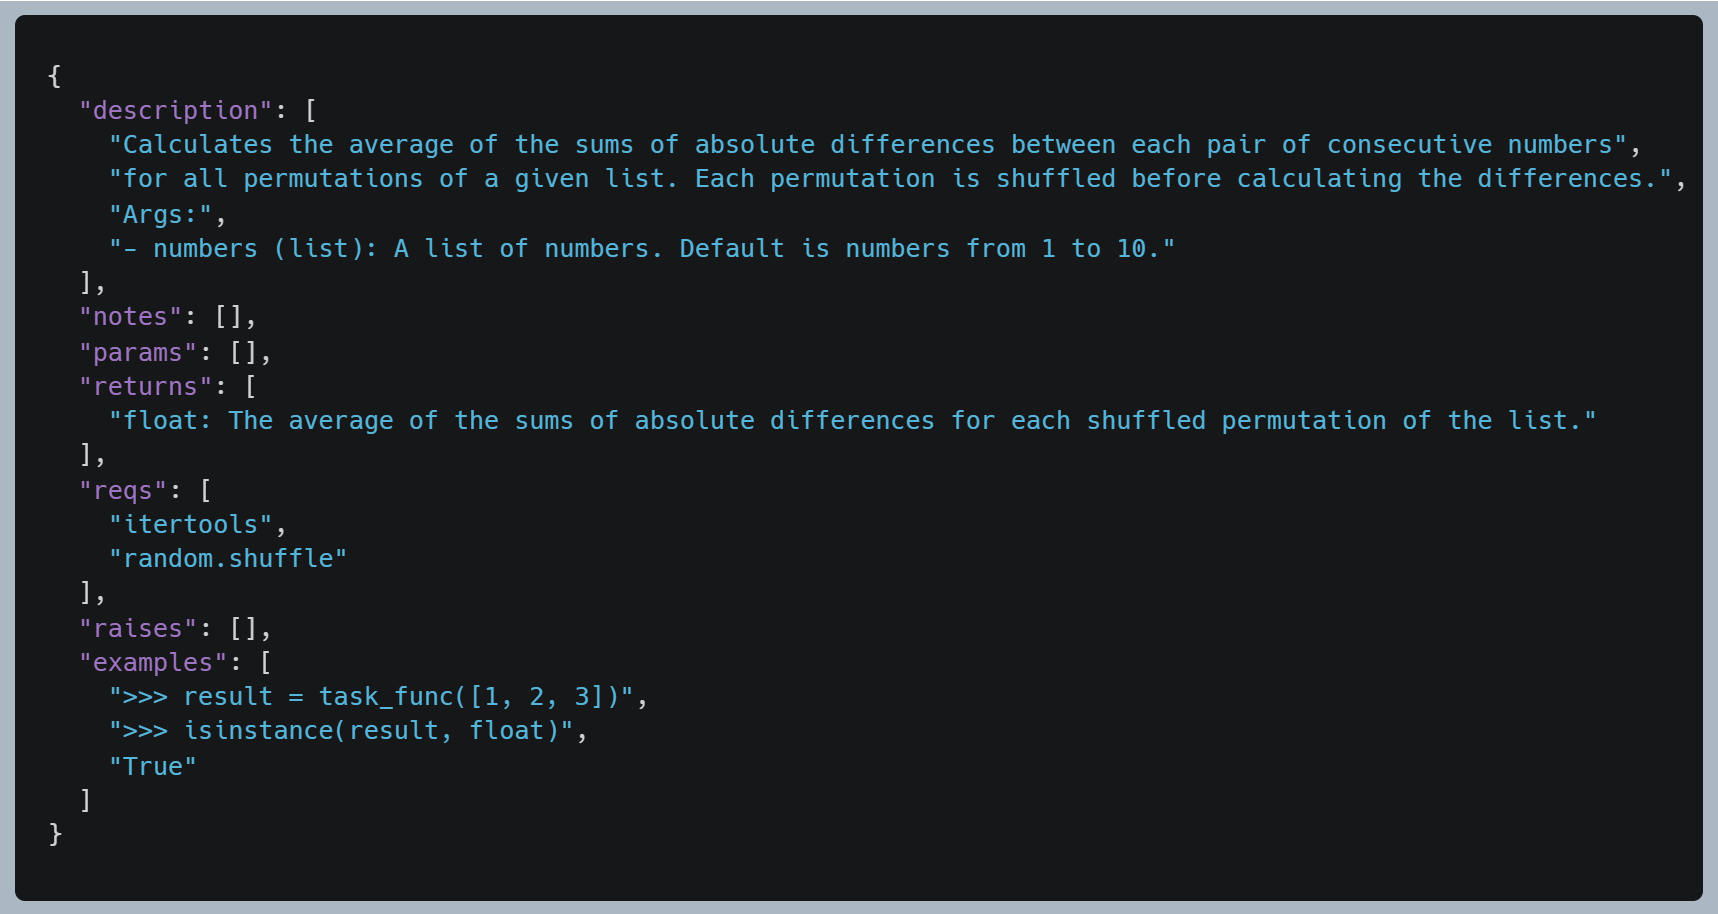 {
  "description": [
    "Calculates the average of the sums of absolute differences between each pair of consecutive numbers",
    "for all permutations of a given list. Each permutation is shuffled before calculating the differences.",
    "Args:",
    "- numbers (list): A list of numbers. Default is numbers from 1 to 10."
  ],
  "notes": [],
  "params": [],
  "returns": [
    "float: The average of the sums of absolute differences for each shuffled permutation of the list."
  ],
  "reqs": [
    "itertools",
    "random.shuffle"
  ],
  "raises": [],
  "examples": [
    ">>> result = task_func([1, 2, 3])",
    ">>> isinstance(result, float)",
    "True"
  ]
}